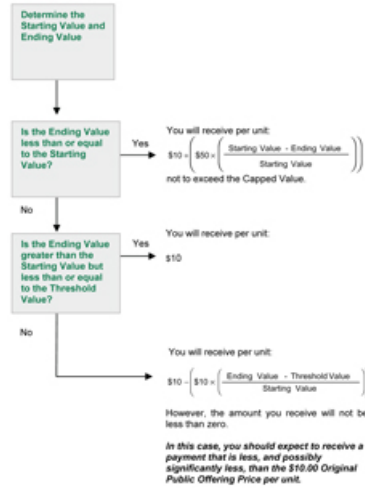 Determine the
Starting Value and
Ending Value
Is the Ending Value
less than or equal
to the Starting
Value?
Yes
You will receive per unit:
$10 + ( $50 × ( Starting Value - Ending Value
Starting Value ) )
not to exceed the Capped Value.
No
Is the Ending Value
greater than the
Starting Value but
less than or equal
to the Threshold
Value?
Yes
You will receive per unit:
$10
No
You will receive per unit:
$10 - ( $10 × ( Ending Value - Threshold Value
Starting Value )
However, the amount you receive will not be
less than zero.
In this case, you should expect to receive a
payment that is less, and possibly
significantly less, than the $10.00 Original
Public Offering Price per unit.